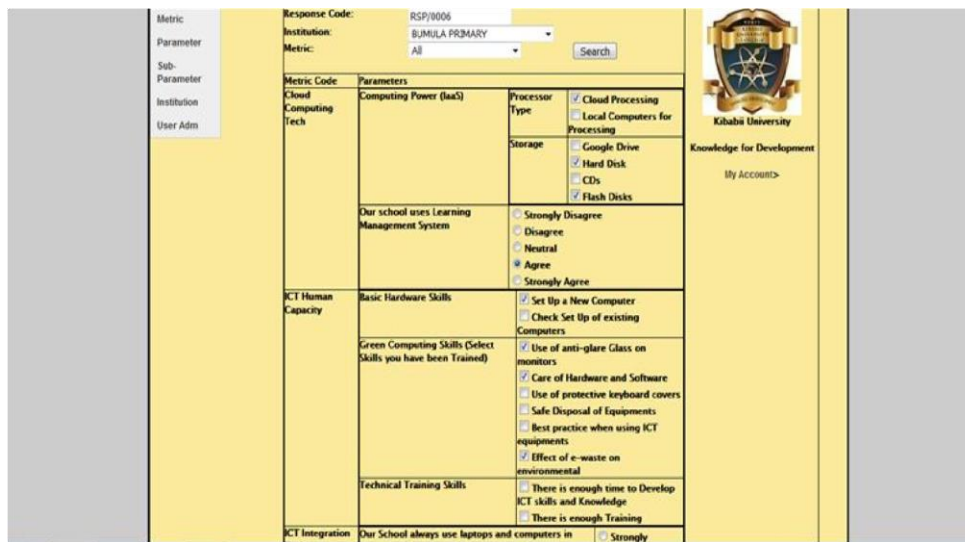 Metric
Parameter
Sub-
Parameter
Institution
User Adm
Response Code: RSP/0006
Institution: BUMULA PRIMARY
Metric: All Search
Metric Code Parameters
Cloud
Computing
Tech
Computing Power (IaaS)
Processor
Type
Cloud Processing
Local Computers for
Processing
Storage
Google Drive
Hard Disk
CDs
Flash Disks
Our school uses Learning
Management System
Strongly Disagree
Disagree
Neutral
Agree
Strongly Agree
ICT Human
Capacity
Basic Hardware Skills
Set Up a New Computer
Check Set Up of existing
Computers
Green Computing Skills (Select
Skills you have been Trained)
Use of anti-glare Glass on
monitors
Care of Hardware and Software
Use of protective keyboard covers
Safe Disposal of Equipments
Best practice when using ICT
equipments
Effect of e-waste on
environmental
Technical Training Skills
There is enough time to Develop
ICT skills and Knowledge
There is enough Training
ICT Integration
Our School always use laptops and computers in
Strongly
Kibabii University
Knowledge for Development
My Account>